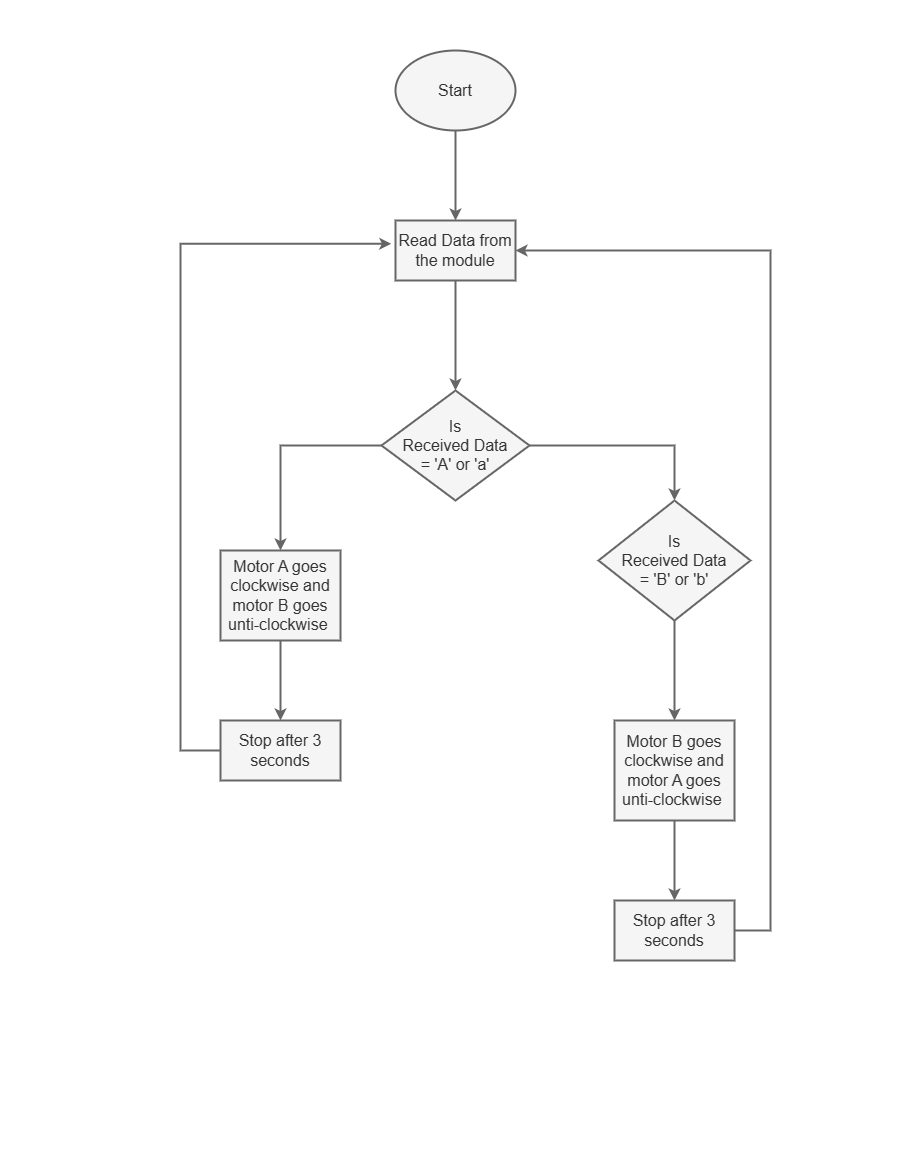 Start
Read Data from
the module
Is
Received Data
= 'A' or 'a'
Is
Received Data
= 'B' or 'b'
Motor A goes
clockwise and
motor B goes
unti-clockwise
Stop after 3
seconds
Motor B goes
clockwise and
motor A goes
unti-clockwise
Stop after 3
seconds